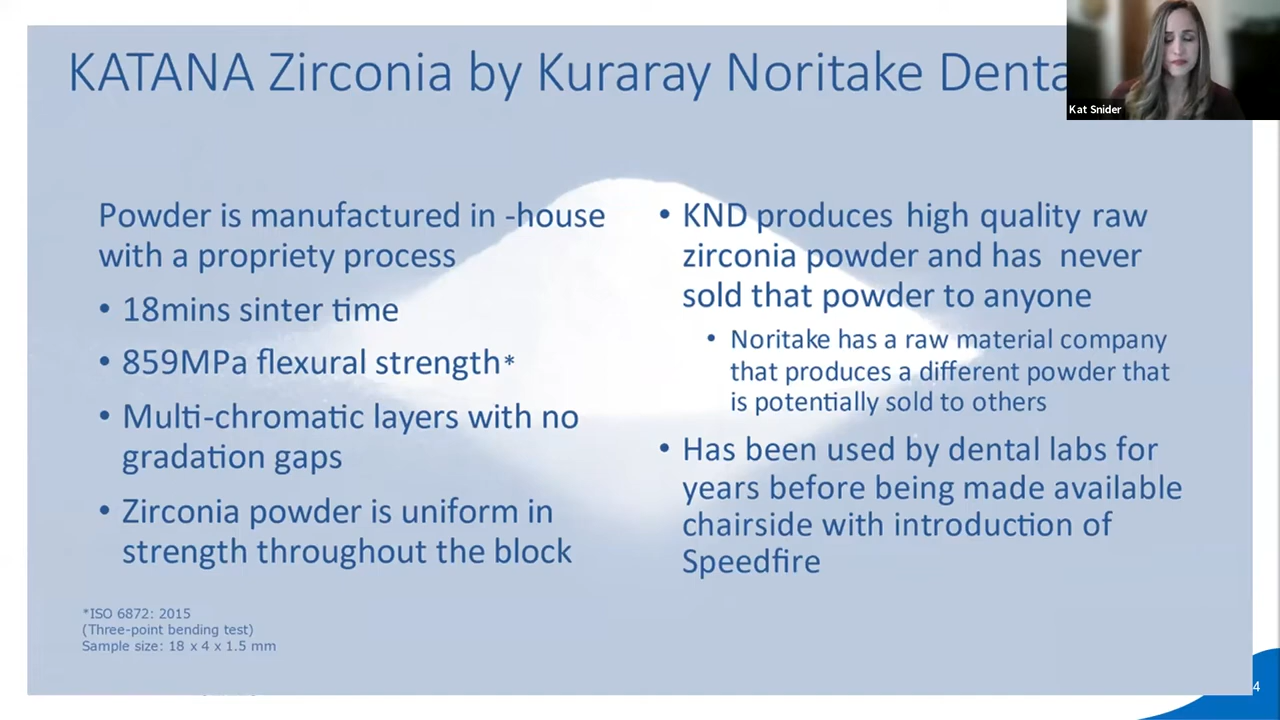 KATANA Zirconia by Kuraray Noritake Denta
Kat Snider
Powder is manufactured in -house
with a propriety process
• 18mins sinter time
• 859MPa flexural strength*
• Multi-chromatic layers with no
gradation gaps
• Zirconia powder is uniform in
strength throughout the block
*ISO 6872: 2015
(Three-point bending test)
Sample size: 18 x 4 x 1.5 mm
• KND produces high quality raw
zirconia powder and has never
sold that powder to anyone
• Noritake has a raw material company
that produces a different powder that
is potentially sold to others
• Has been used by dental labs for
years before being made available
chairside with introduction of
Speedfire
4